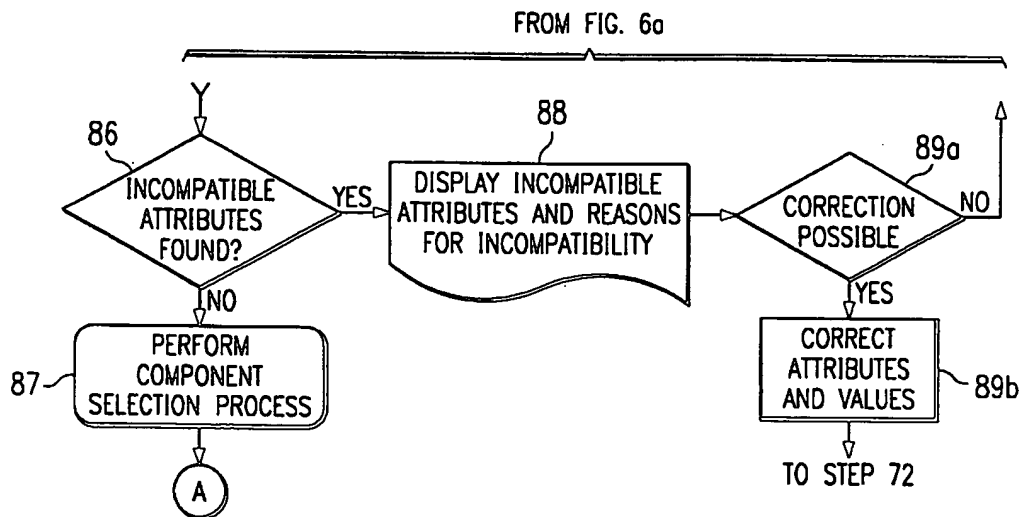 FROM FIG. 6a
Y
86
INCOMPATIBLE
ATTRIBUTES
FOUND?
YES
NO
88
DISPLAY INCOMPATIBLE
ATTRIBUTES AND REASONS
FOR INCOMPATIBILITY
89a
CORRECTION
POSSIBLE
NO
YES
87
PERFORM
COMPONENT
SELECTION PROCESS
A
CORRECT
ATTRIBUTES
AND VALUES
89b
TO STEP 72